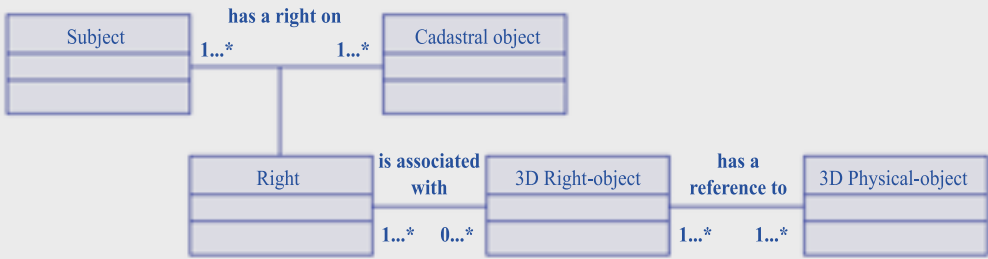 has a right on
Subject
Cadastral object
1...*
1...*
is associated
with
has a
reference to
Right
3D Right-object
3D Physical-object
1...*
0...*
1...*
1...*